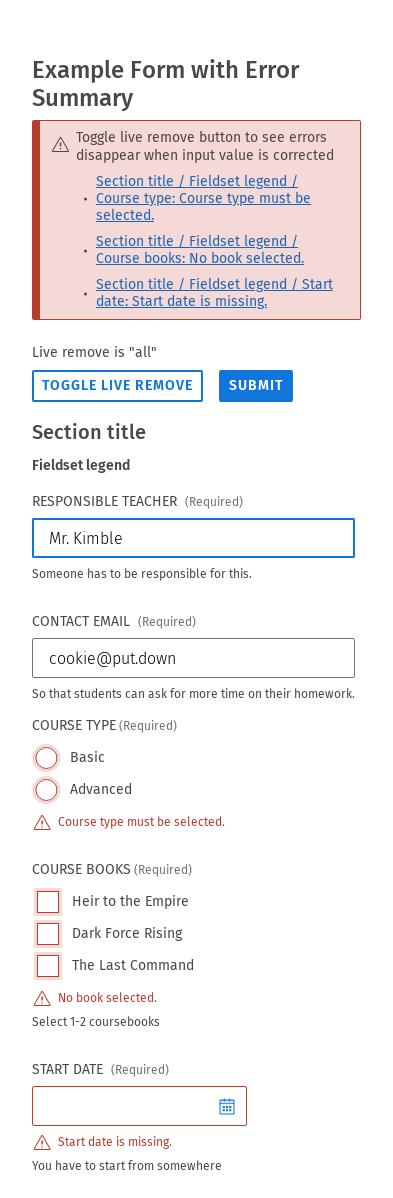 Example Form with Error
Summary
Toggle live remove button to see errors
disappear when input value is corrected
Section title / Fieldset legend /
Course type: Course type must be
selected.
Section title / Fieldset legend /
Course books: No book selected.
Section title / Fieldset legend / Start
date: Start date is missing.
Live remove is "all"
TOGGLE LIVE REMOVE SUBMIT
Section title
Fieldset legend
RESPONSIBLE TEACHER (Required)
Mr. Kimble
Someone has to be responsible for this.
CONTACT EMAIL (Required)
cookie@put.down
So that students can ask for more time on their homework.
COURSE TYPE (Required)
Basic
Advanced
Course type must be selected.
COURSE BOOKS (Required)
Heir to the Empire
Dark Force Rising
The Last Command
No book selected.
Select 1-2 coursebooks
START DATE (Required)
Start date is missing.
You have to start from somewhere